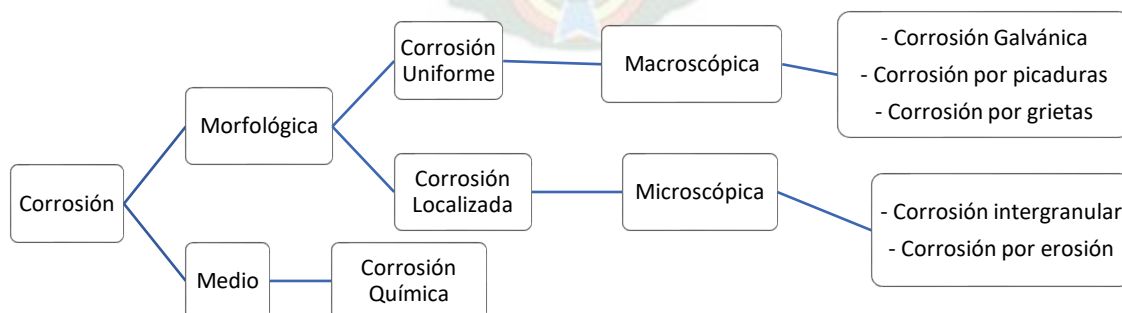 Corrosión
Morfológica
Corrosión
Uniforme
Macroscópica
- Corrosión Galvánica
- Corrosión por picaduras
- Corrosión por grietas
Corrosión
Localizada
Microscópica
- Corrosión intergranular
- Corrosión por erosión
Medio
Corrosión
Química